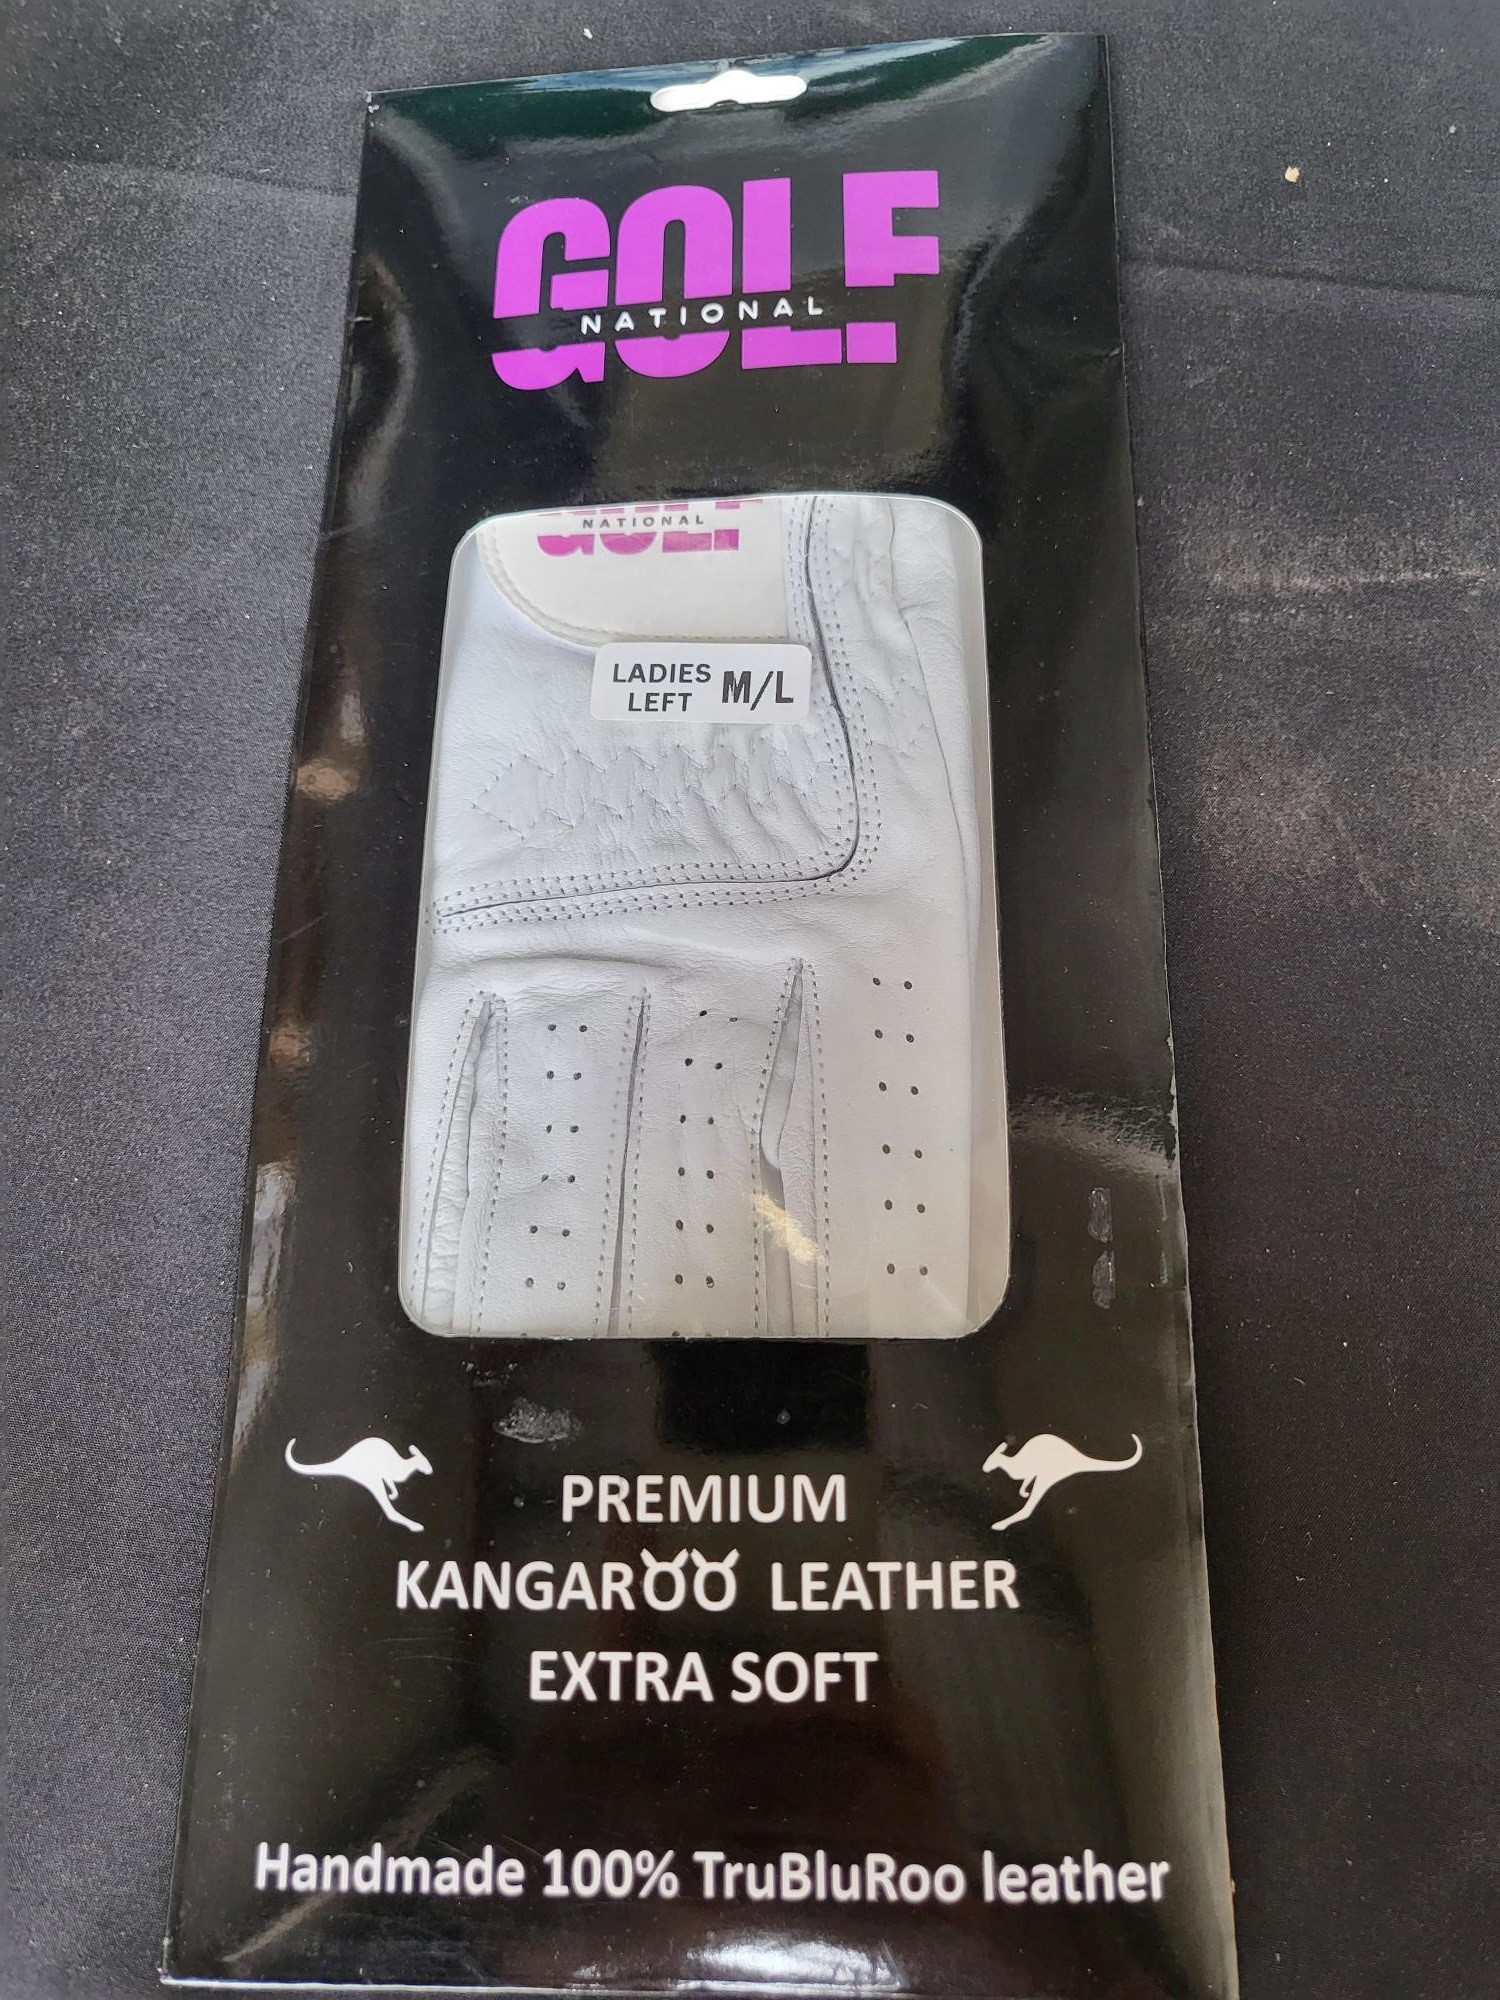 GOLF
NATIONAL
GOLF
NATIONAL
LADIES M/L
LEFT
PREMIUM
KANGAROO LEATHER
EXTRA SOFT
Handmade 100% TruBluRoo leather